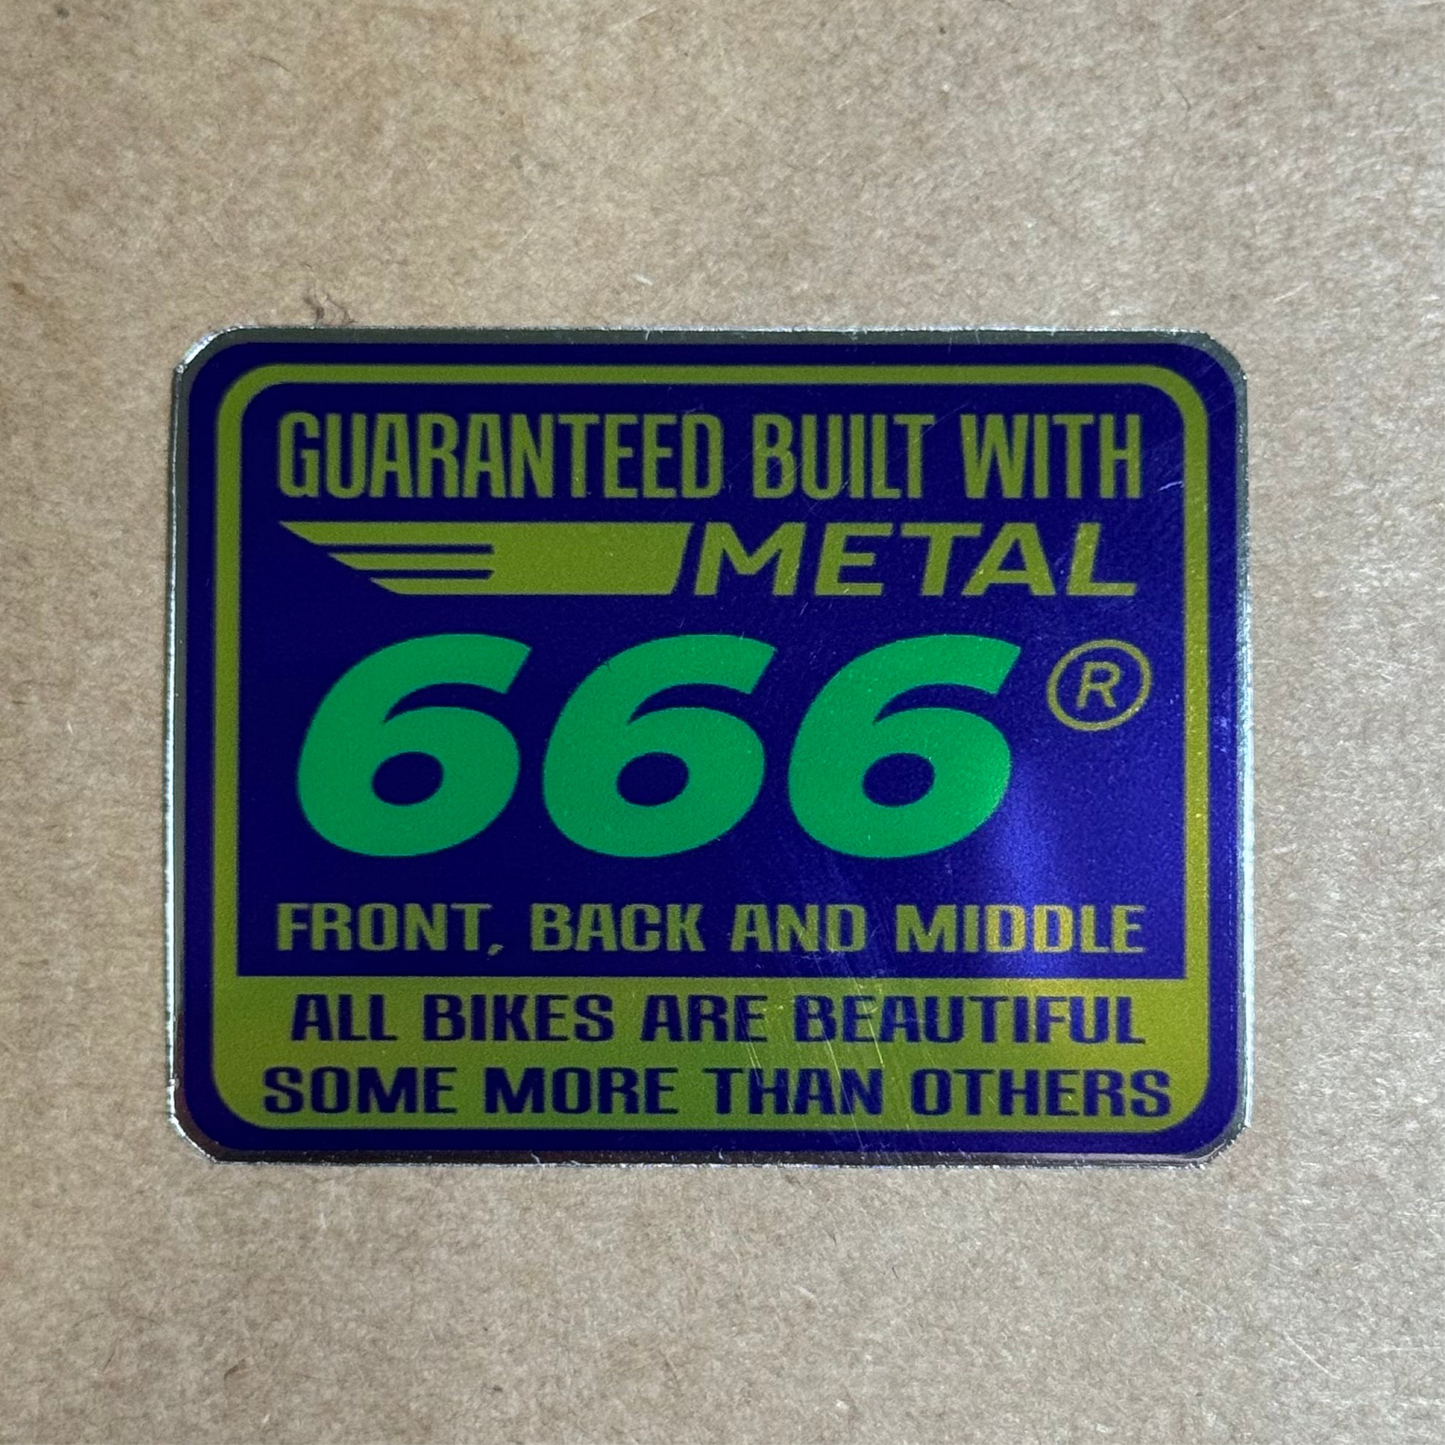 GUARANTEED BUILT WITH
METAL
666®
FRONT, BACK AND MIDDLE
ALL BIKES ARE BEAUTIFUL
SOME MORE THAN OTHERS